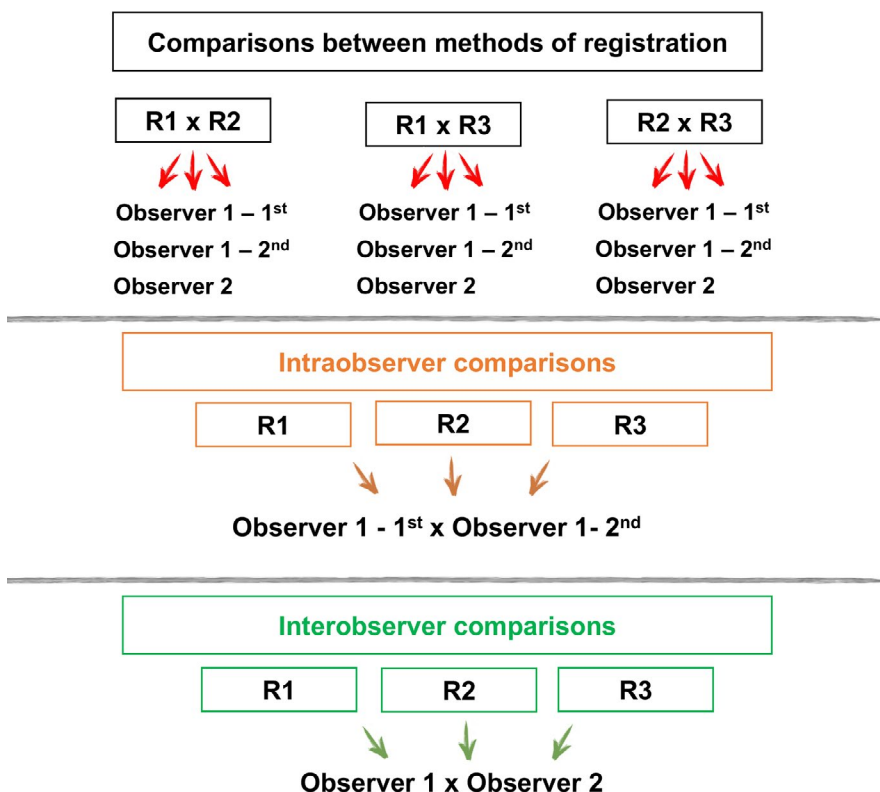 Comparisons between methods of registration
R1 x R2
R1 x R3
R2 x R3
Observer 1 – 1st
Observer 1 – 2nd
Observer 2
Observer 1 – 1st
Observer 1 – 2nd
Observer 2
Observer 1 – 1st
Observer 1 – 2nd
Observer 2
Intraobserver comparisons
R1
R2
R3
Observer 1 - 1st x Observer 1- 2nd
Interobserver comparisons
R1
R2
R3
Observer 1 x Observer 2